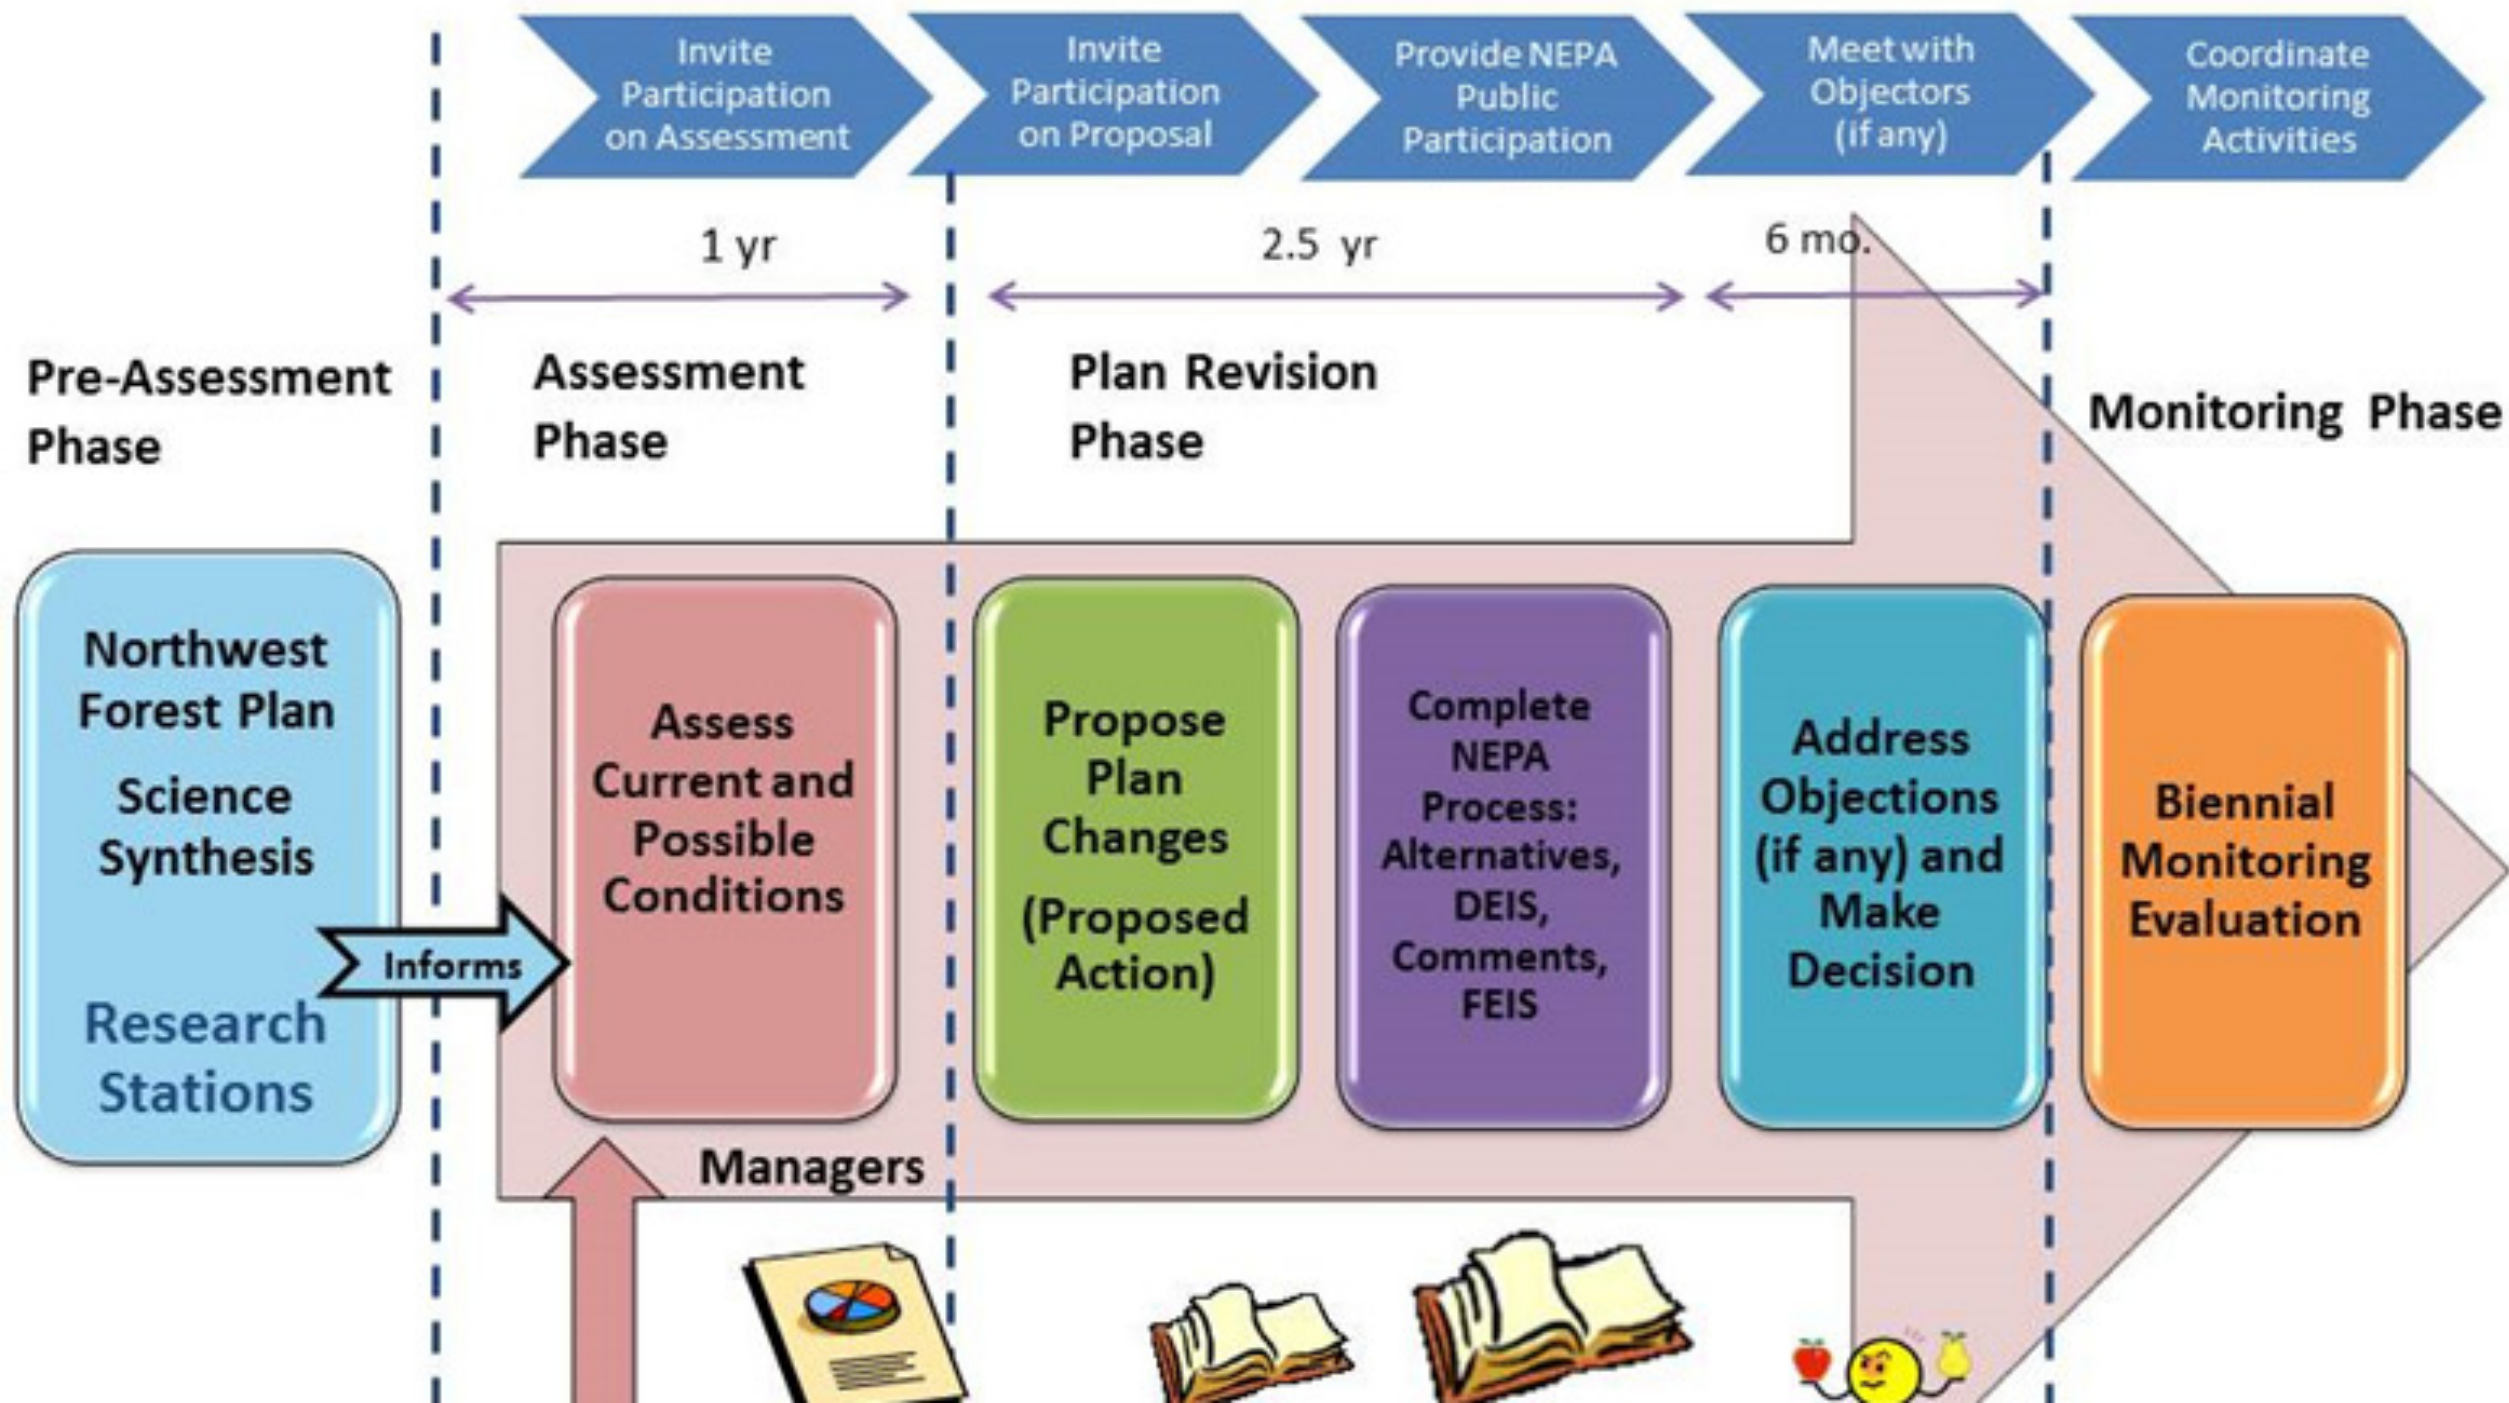 Invite
Participation
on Assessment
Invite
Participation
on Proposal
Provide NEPA
Public
Participation
Meet with
Objectors
(if any)
Coordinate
Monitoring
Activities
1 yr
2.5 yr
6 mo.
Pre-Assessment
Phase
Assessment
Phase
Plan Revision
Phase
Monitoring Phase
Northwest
Forest Plan
Science
Synthesis
Research
Stations
Informs
Assess
Current and
Possible
Conditions
Propose
Plan
Changes
(Proposed
Action)
Complete
NEPA
Process:
Alternatives,
DEIS,
Comments,
FEIS
Address
Objections
(if any) and
Make
Decision
Biennial
Monitoring
Evaluation
Managers